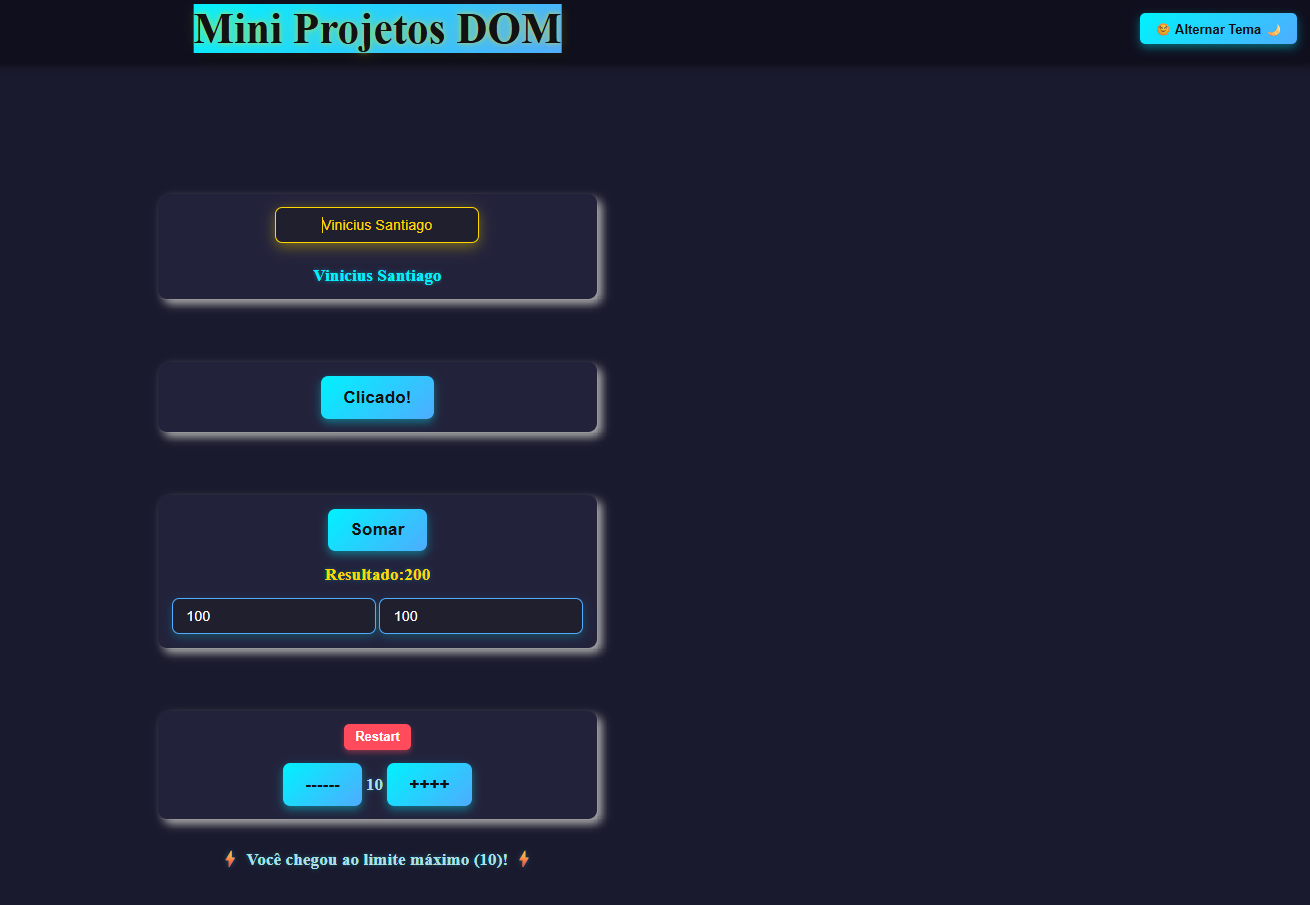 Mini Projetos DOM
🌞 Alternar Tema 🌙
Vinicius Santiago
Vinicius Santiago
Clicado!
Somar
Resultado:200
100 100
Restart
------ 10 ++++
⚡ Você chegou ao limite máximo (10)! ⚡